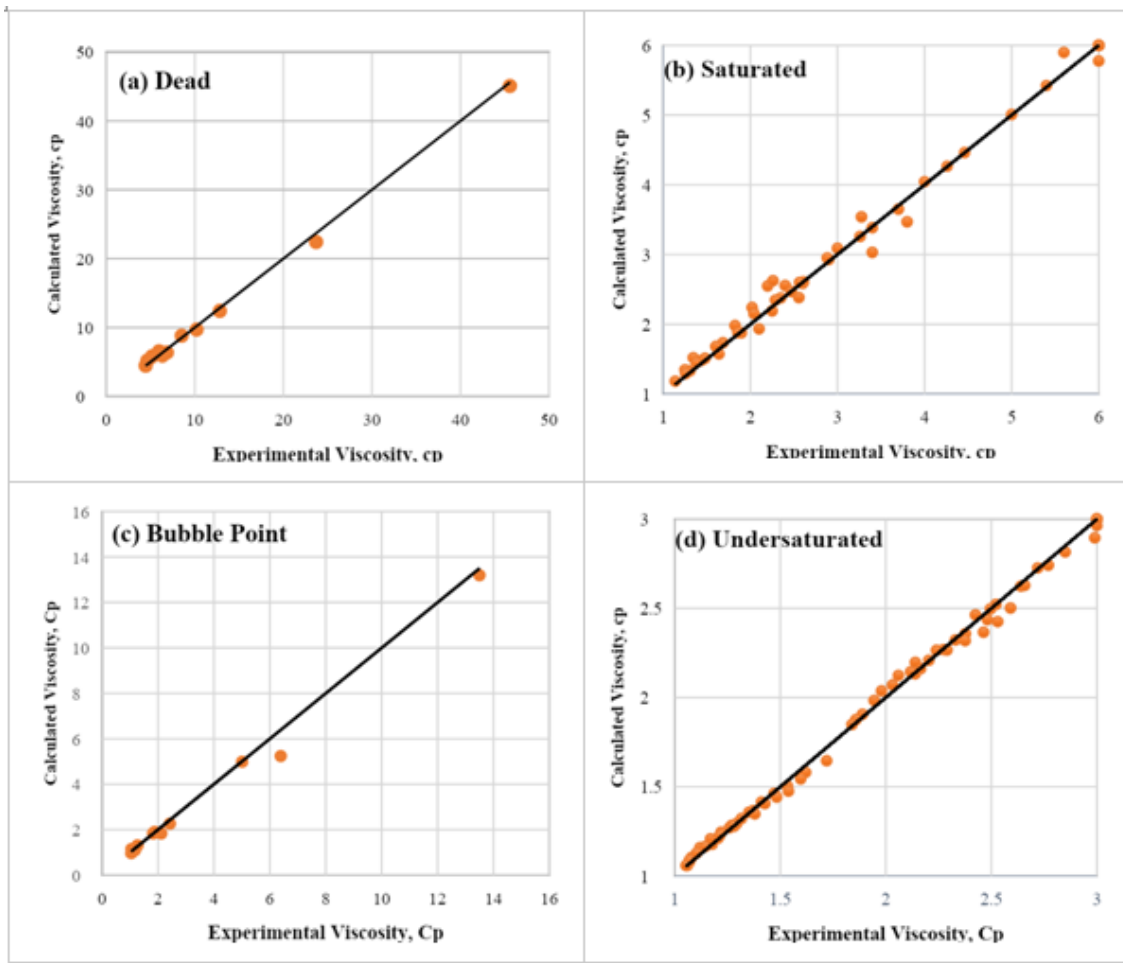 (a) Dead
Calculated Viscosity, cp
50
40
30
20
10
0
0 10 20 30 40 50
Experimental Viscosity, cp
(b) Saturated
Calculated Viscosity, cp
6
5
4
3
2
1
1 2 3 4 5 6
Experimental Viscosity, cp
(c) Bubble Point
Calculated Viscosity, Cp
16
14
12
10
8
6
4
2
0
0 2 4 6 8 10 12 14 16
Experimental Viscosity, Cp
(d) Undersaturated
Calculated Viscosity, cp
3
2.5
2
1.5
1
1 1.5 2 2.5 3
Experimental Viscosity, Cp